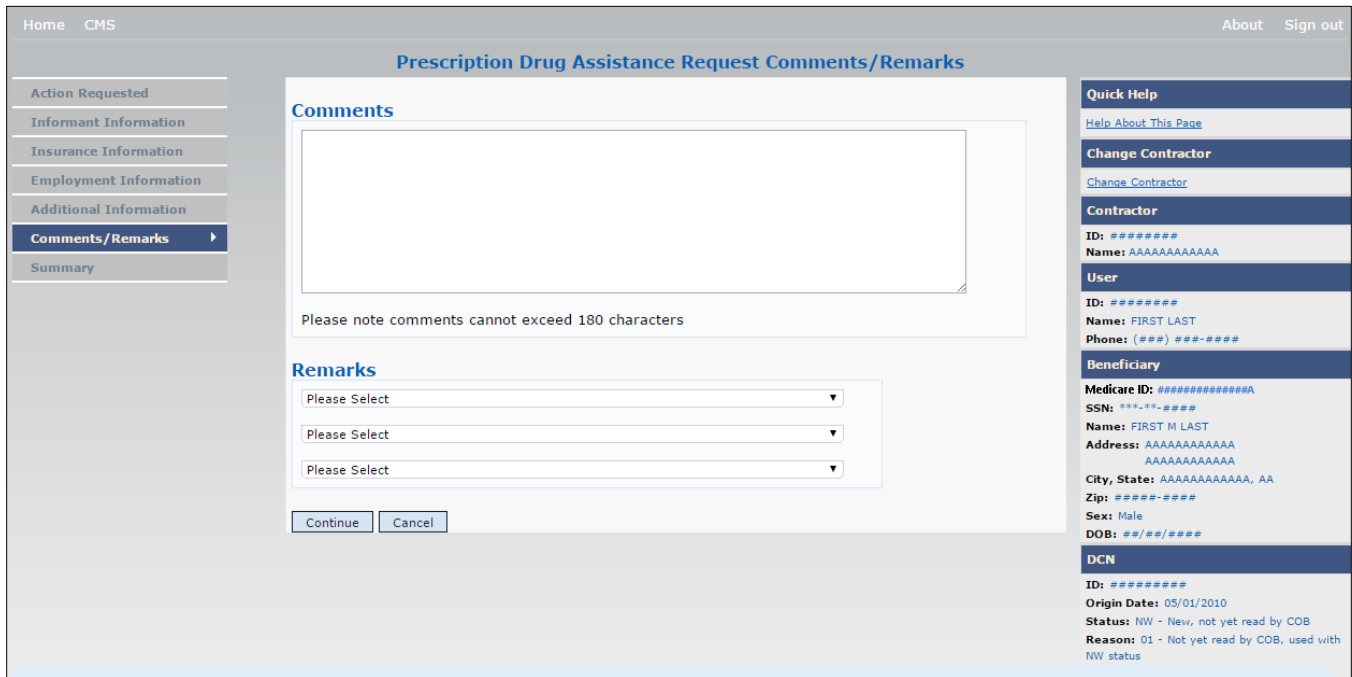 Home CMS About Sign out
Prescription Drug Assistance Request Comments/Remarks
Action Requested
Informant Information
Insurance Information
Employment Information
Additional Information
Comments/Remarks
Summary
Comments
Please note comments cannot exceed 180 characters
Remarks
Please Select
Please Select
Please Select
Continue Cancel
Quick Help
Help About This Page
Change Contractor
Change Contractor
Contractor
ID: ########
Name: AAAAAAAAAAAA
User
ID: ########
Name: FIRST LAST
Phone: (###) ###-####
Beneficiary
Medicare ID: ##############A
SSN: ***-**-####
Name: FIRST M LAST
Address: AAAAAAAAAAAA
AAAAAAAAAAAA
City, State: AAAAAAAAAAAA, AA
Zip: #####-####
Sex: Male
DOB: ##/##/####
DCN
ID: #########
Origin Date: 05/01/2010
Status: NW - New, not yet read by COB
Reason: 01 - Not yet read by COB, used with
NW status